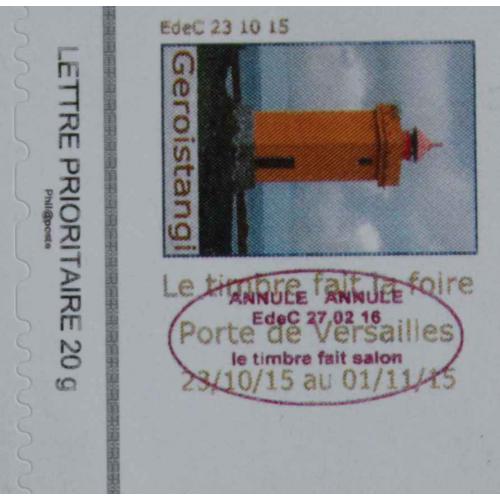 EdeC 23 10 15
Geroistangi
LETTRE PRIORITAIRE 20 g
Phil@poste
Le timbre fait la foire
ANNULE ANNULE
EdeC 27 02 16
Porte de Versailles
le timbre fait salon
23/10/15 au 01/11/15